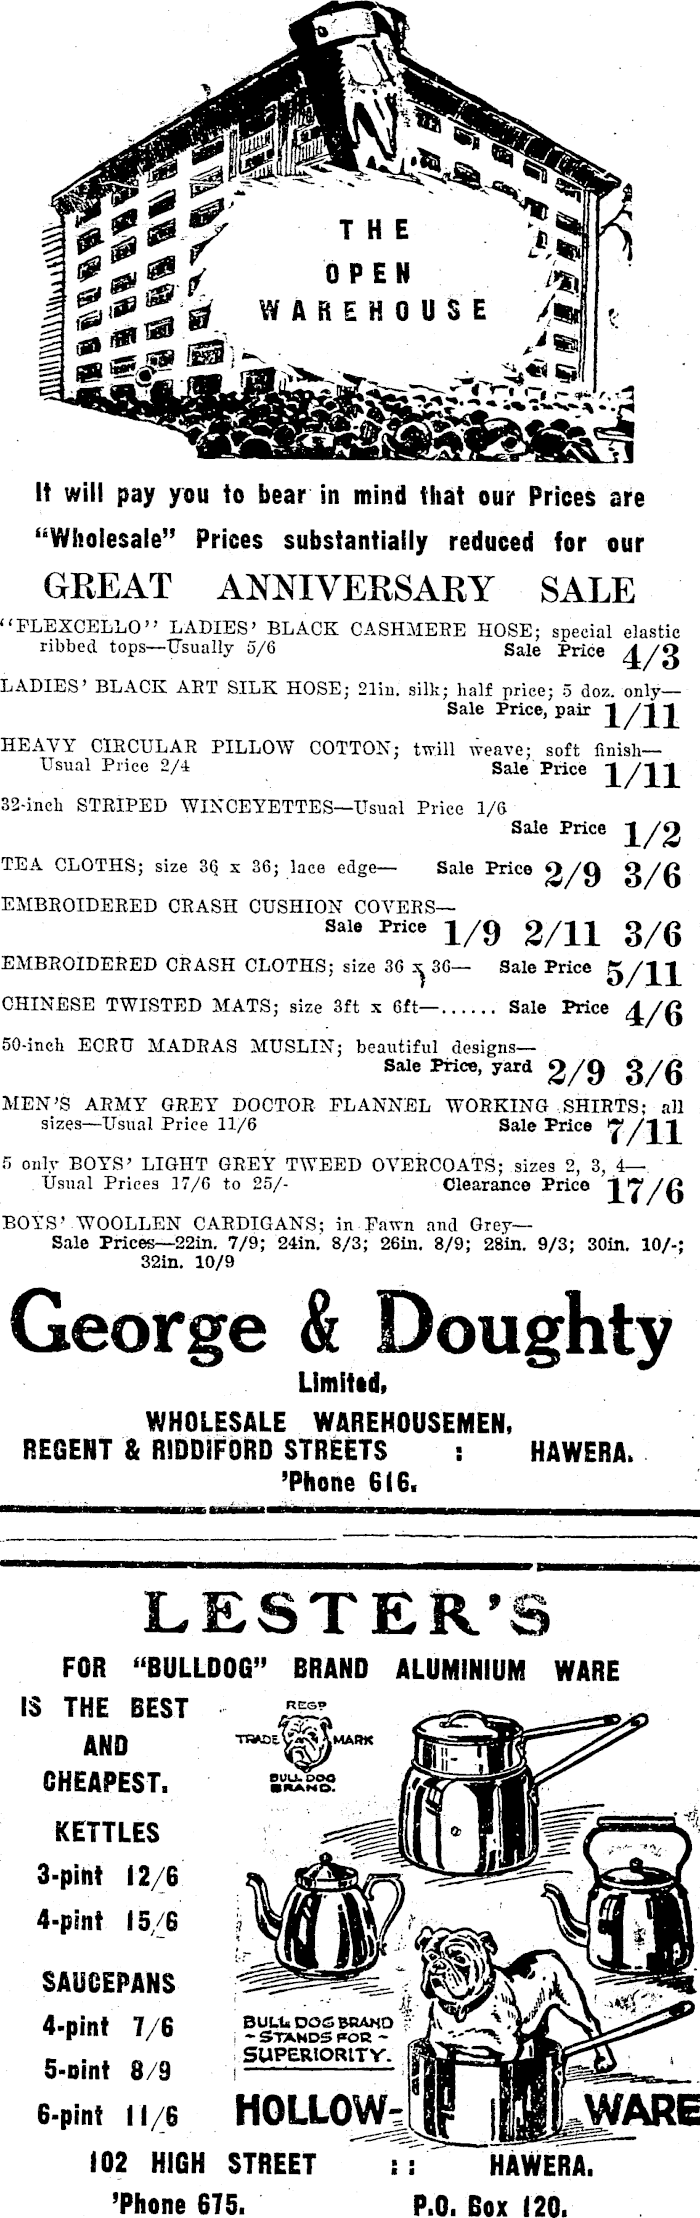 THE
OPEN
WAREHOUSE
It will pay you to bear in mind that our Prices are
“Wholesale” Prices substantially reduced for our
GREAT ANNIVERSARY SALE
“FLEXCELLO” LADIES’ BLACK CASHMERE HOSE; special elastic
ribbed tops—Usually 5/6 Sale Price 4/3
LADIES’ BLACK ART SILK HOSE; 21in. silk; half price; 5 doz. only—
Sale Price, pair 1/11
HEAVY CIRCULAR PILLOW COTTON; twill weave; soft finish—
Usual Price 2/4 Sale Price 1/11
32-inch STRIPED WINCEYETTES—Usual Price 1/6
Sale Price 1/2
TEA CLOTHS; size 36 x 36; lace edge— Sale Price 2/9 3/6
EMBROIDERED CRASH CUSHION COVERS—
Sale Price 1/9 2/11 3/6
EMBROIDERED CRASH CLOTHS; size 36 x 36— Sale Price 5/11
CHINESE TWISTED MATS; size 3ft x 6ft—...... Sale Price 4/6
50-inch ECRU MADRAS MUSLIN; beautiful designs—
Sale Price, yard 2/9 3/6
MEN’S ARMY GREY DOCTOR FLANNEL WORKING SHIRTS; all
sizes—Usual Price 11/6 Sale Price 7/11
5 only BOYS’ LIGHT GREY TWEED OVERCOATS; sizes 2, 3, 4—
Usual Prices 17/6 to 25/- Clearance Price 17/6
BOYS’ WOOLLEN CARDIGANS; in Fawn and Grey—
Sale Prices—22in. 7/9; 24in. 8/3; 26in. 8/9; 28in. 9/3; 30in. 10/-;
32in. 10/9
George & Doughty
Limited,
WHOLESALE WAREHOUSEMEN,
REGENT & RIDDIFORD STREETS : HAWERA.
’Phone 616.
LESTER’S
FOR “BULLDOG” BRAND ALUMINIUM WARE
IS THE BEST
AND
CHEAPEST.
REGD
TRADE MARK
BULL DOG
BRAND.
KETTLES
3-pint 12/6
4-pint 15/6
SAUCEPANS
4-pint 7/6
5-pint 8/9
6-pint 11/6
BULL DOG BRAND
~ STANDS FOR ~
SUPERIORITY.
HOLLOW-WARE
102 HIGH STREET :: HAWERA.
’Phone 675. P.O. Box 120.